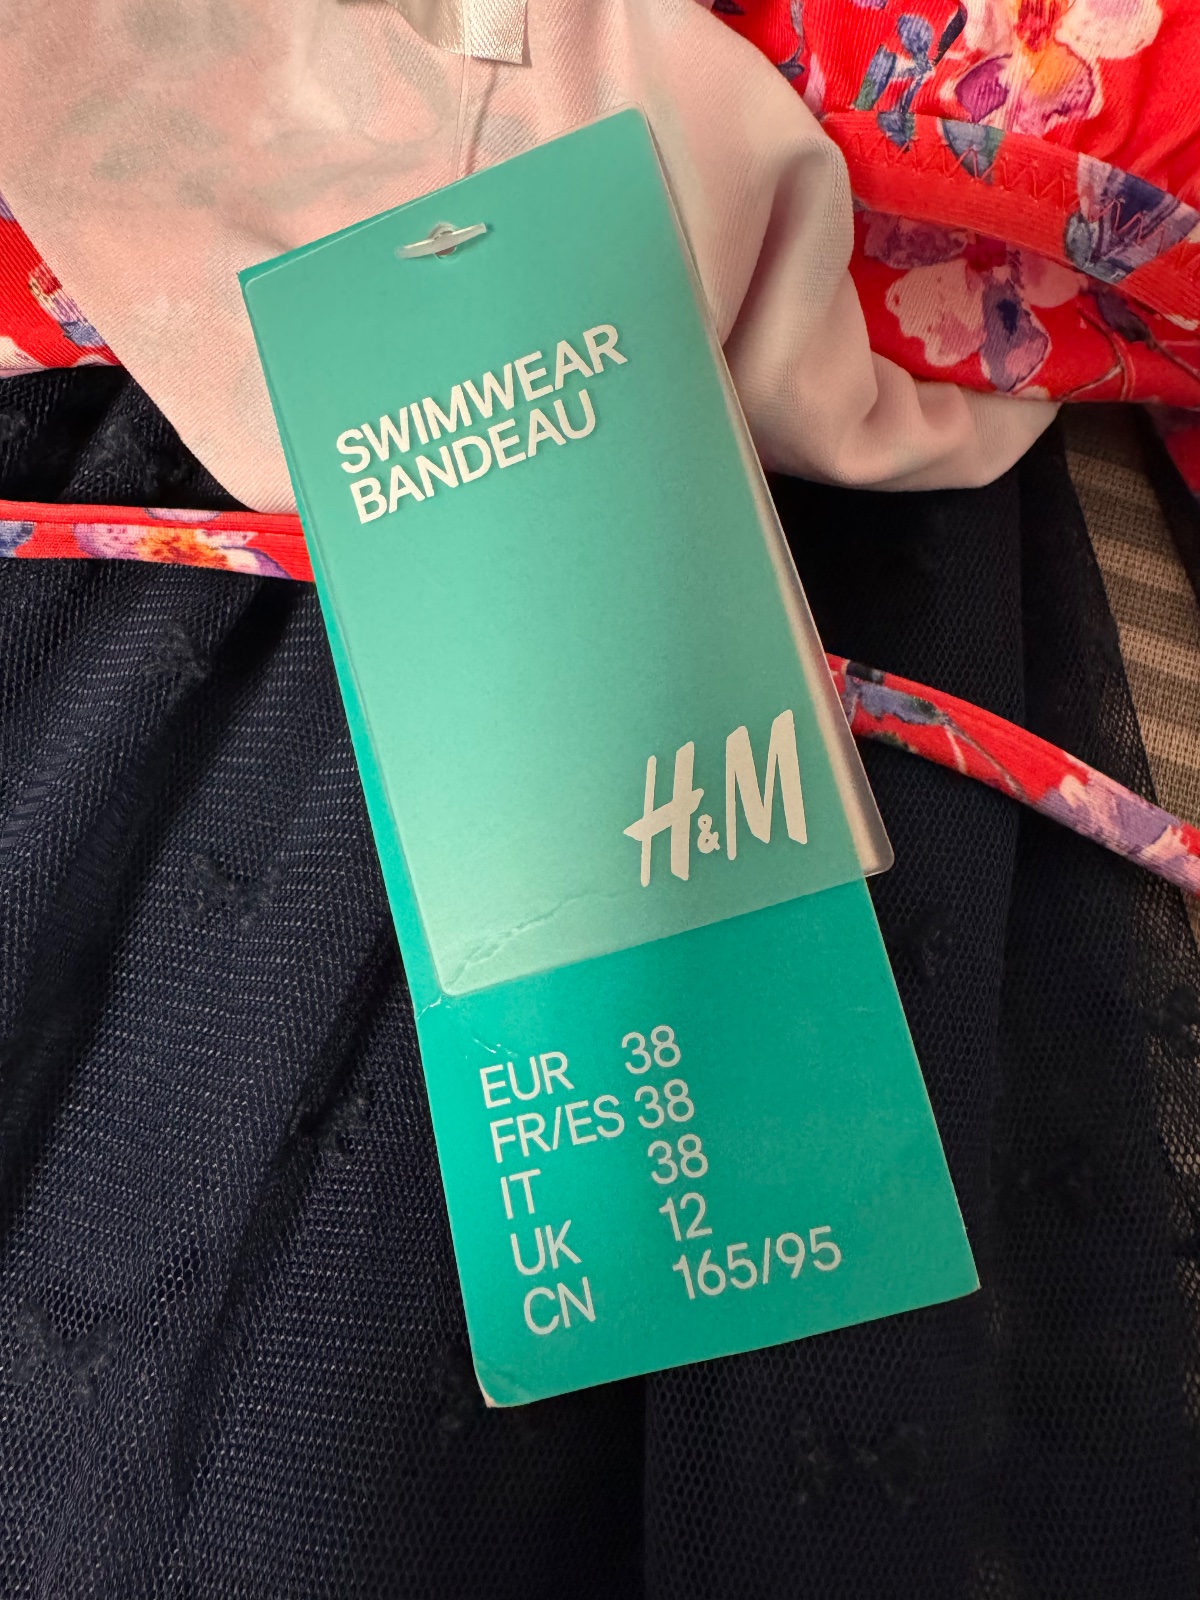 SWIMWEAR
BANDEAU
H&M
EUR 38
FR/ES 38
IT 38
UK 12
CN 165/95